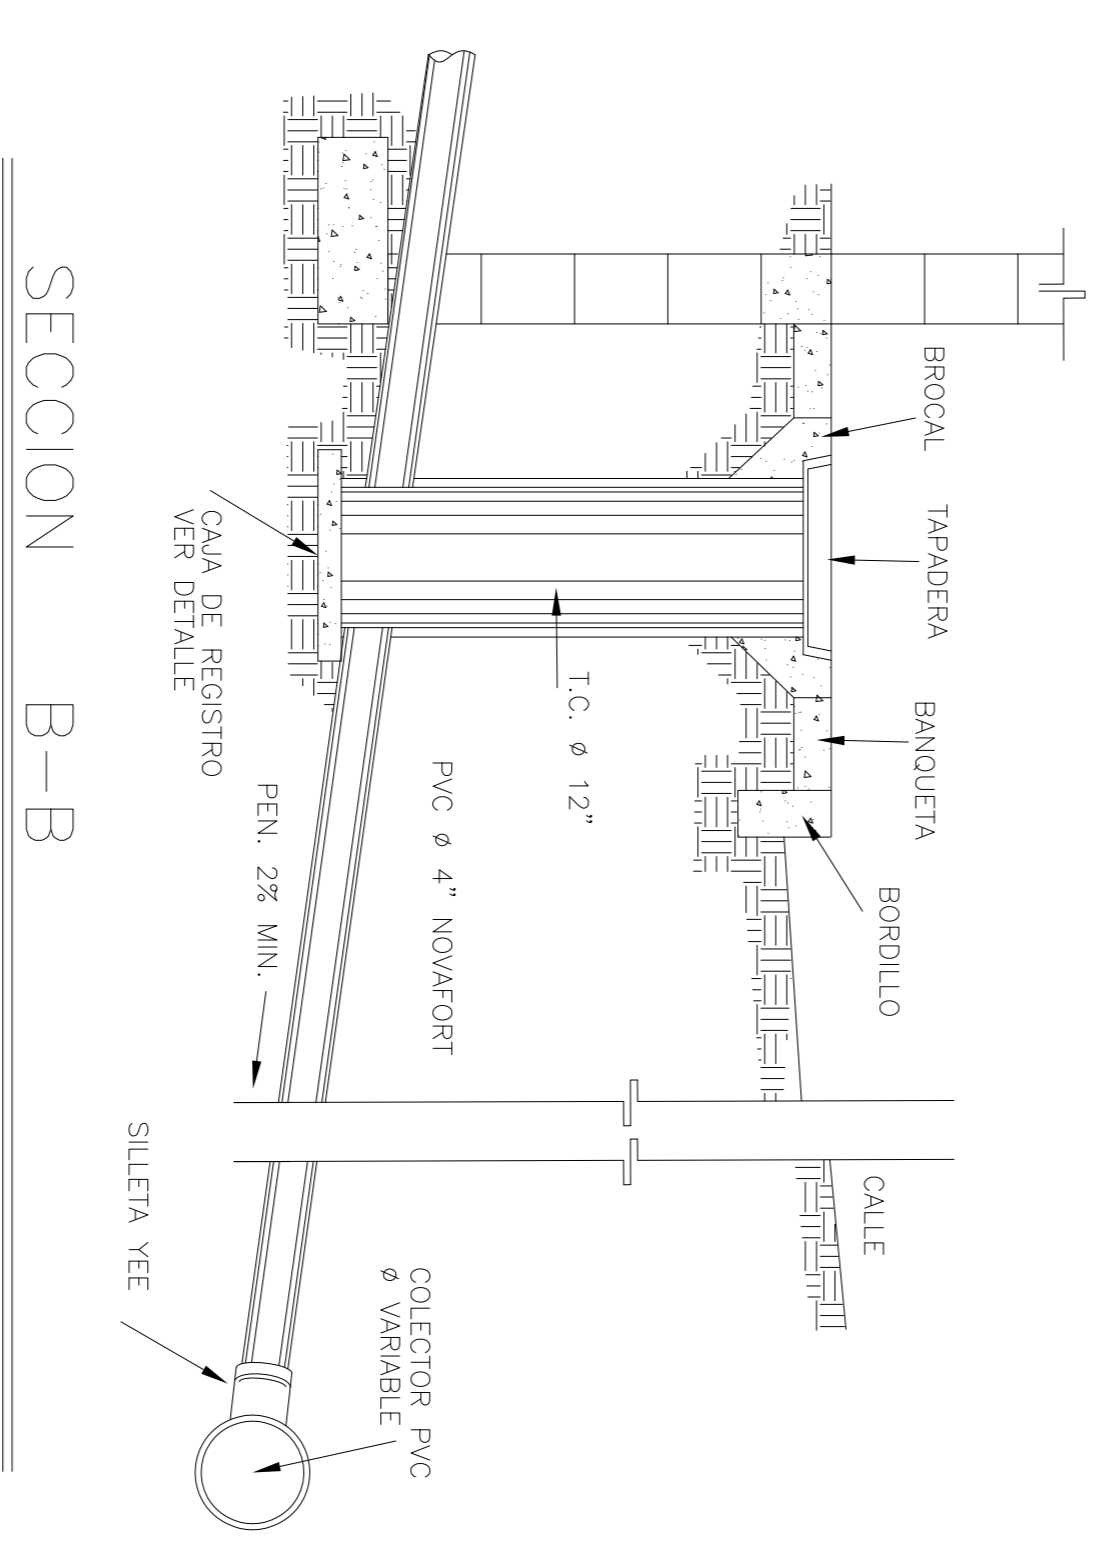 BROCAL
TAPADERA
BANQUETA
BORDILLO
CALLE
T.C. ø 12"
PVC ø 4" NOVAFORT
COLECTOR PVC
ø VARIABLE
CAJA DE REGISTRO
VER DETALLE
PEN. 2% MIN.
SILLETA YEE
SECCION B-B